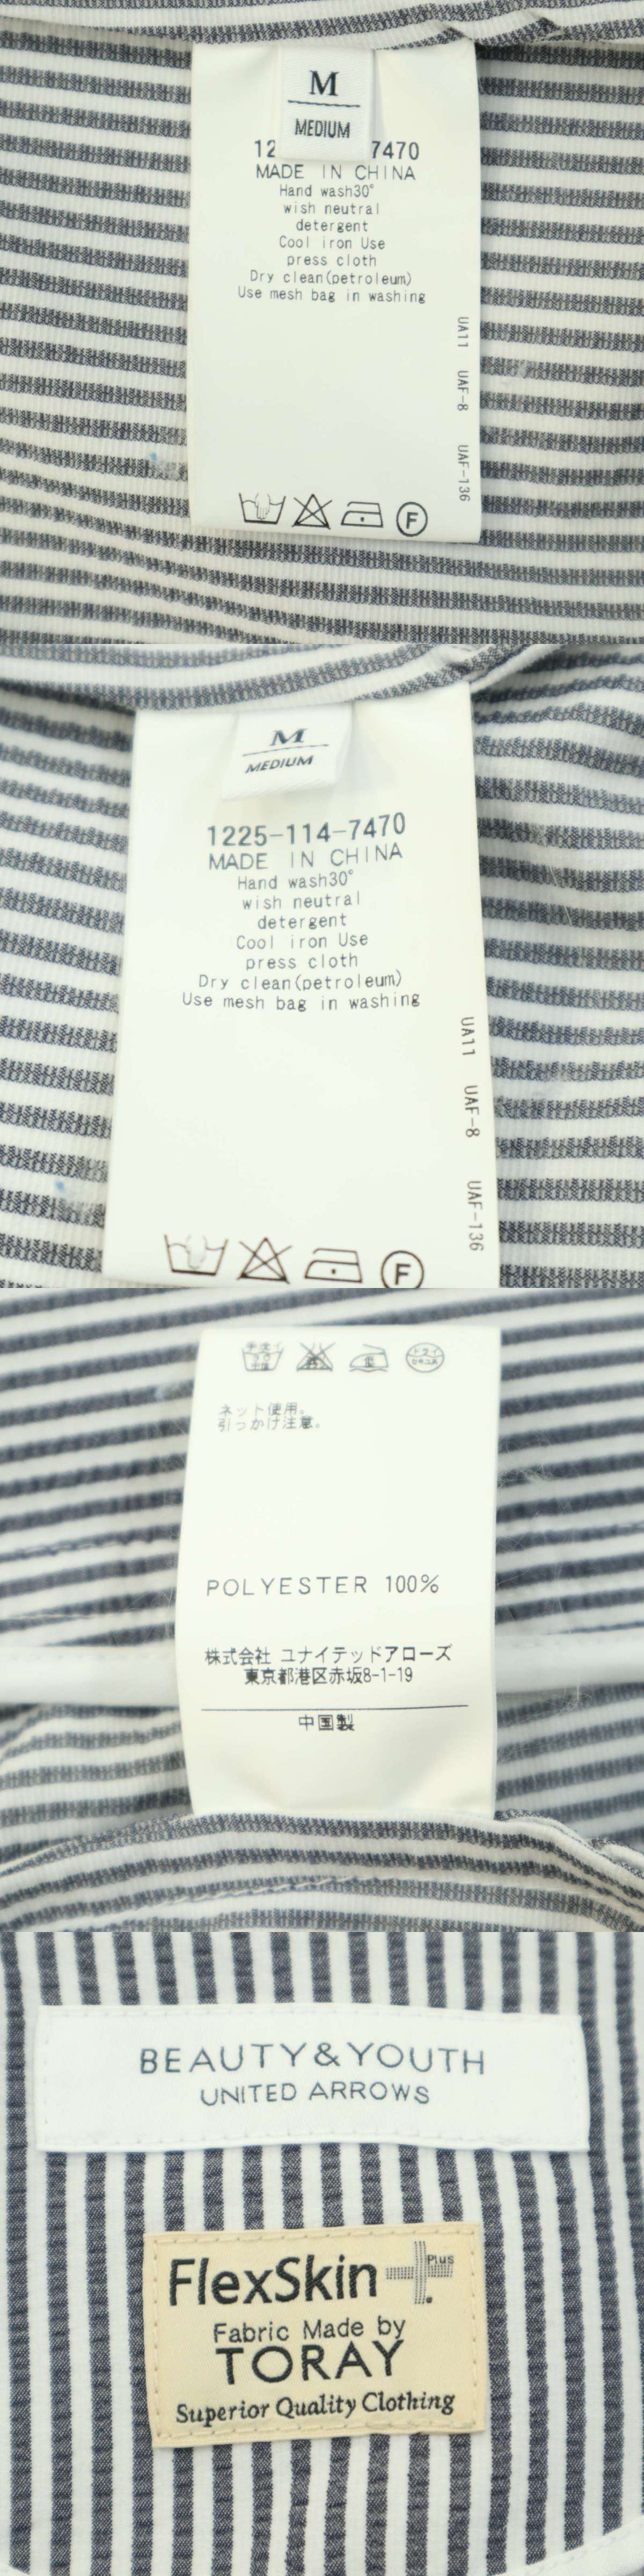 M
MEDIUM
12 7470
MADE IN CHINA
Hand wash30°
wish neutral
detergent
Cool iron Use
press cloth
Dry clean(petroleum)
Use mesh bag in washing
UA11 UAF-8 UAF-136
F
M
MEDIUM
1225-114-7470
MADE IN CHINA
Hand wash30°
wish neutral
detergent
Cool iron Use
press cloth
Dry clean(petroleum)
Use mesh bag in washing
UA11 UAF-8 UAF-136
F
ネット使用。
引っかけ注意。
POLYESTER 100%
株式会社 ユナイテッドアローズ
東京都港区赤坂8-1-19
中国製
BEAUTY&YOUTH
UNITED ARROWS
FlexSkin Plus
Fabric Made by
TORAY
Superior Quality Clothing